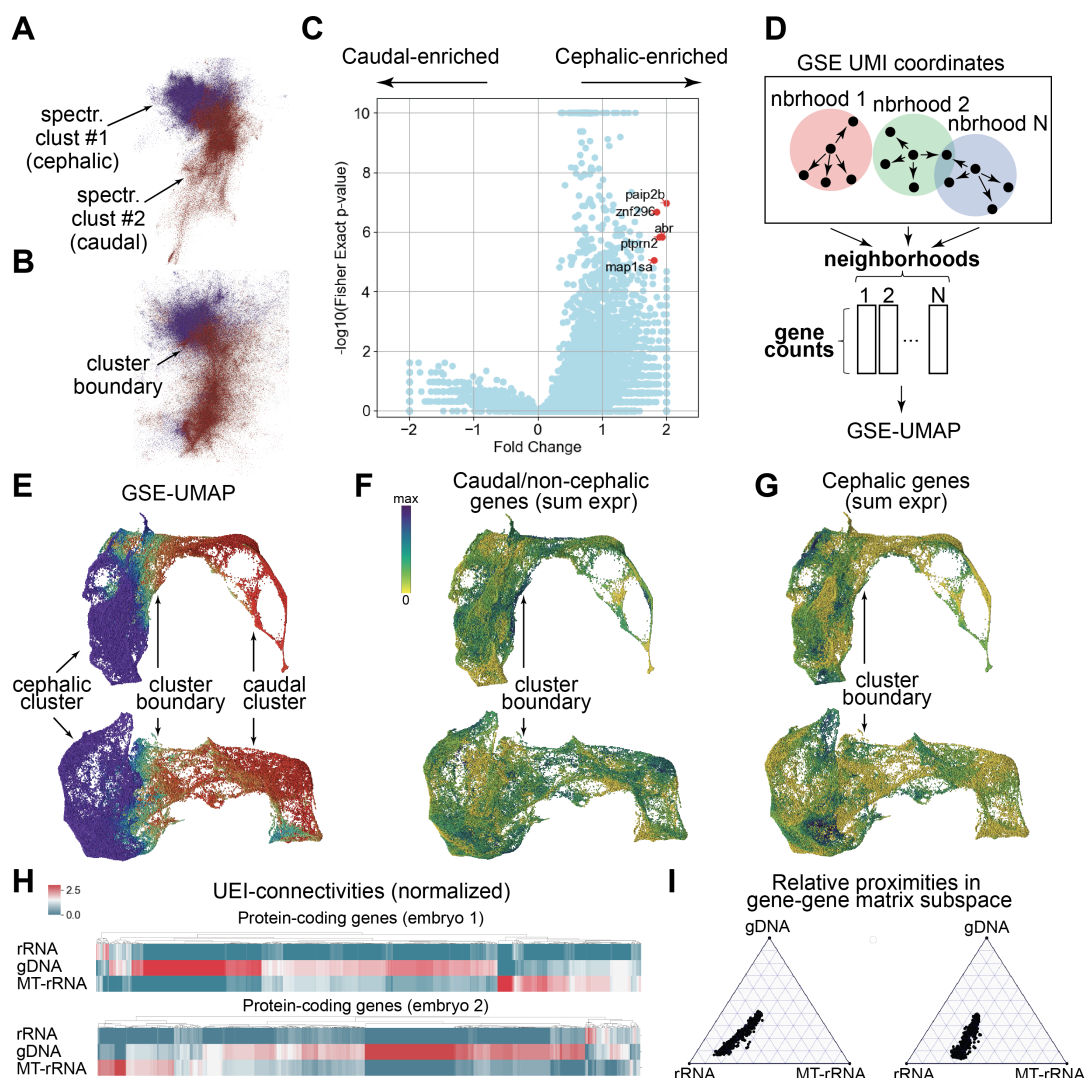 A
spectr.
clust #1
(cephalic)
spectr.
clust #2
(caudal)
B
cluster
boundary
C
Caudal-enriched
Cephalic-enriched
-log10(Fisher Exact p-value)
10
8
6
4
2
0
paip2b
znf296
abr
ptprn2
map1sa
−2
−1
0
1
2
Fold Change
D
GSE UMI coordinates
nbrhood 1
nbrhood 2
nbrhood N
neighborhoods
1
2
N
gene
counts
...
GSE-UMAP
E
GSE-UMAP
cephalic
cluster
cluster
boundary
caudal
cluster
F
max
0
Caudal/non-cephalic
genes (sum expr)
cluster
boundary
G
Cephalic genes
(sum expr)
cluster
boundary
H
2.5
0.0
UEI-connectivities (normalized)
Protein-coding genes (embryo 1)
rRNA
gDNA
MT-rRNA
Protein-coding genes (embryo 2)
rRNA
gDNA
MT-rRNA
I
Relative proximities in
gene-gene matrix subspace
gDNA
rRNA
MT-rRNA
gDNA
rRNA
MT-rRNA